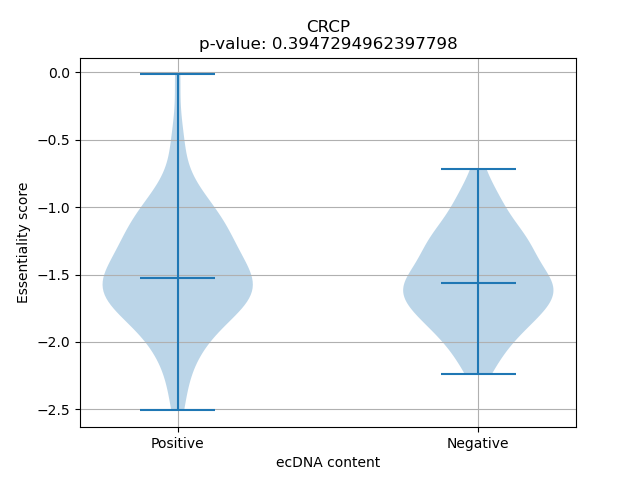 CRCP
p-value: 0.3947294962397798
0.0
−0.5
−1.0
−1.5
−2.0
−2.5
Essentiality score
Positive
Negative
ecDNA content